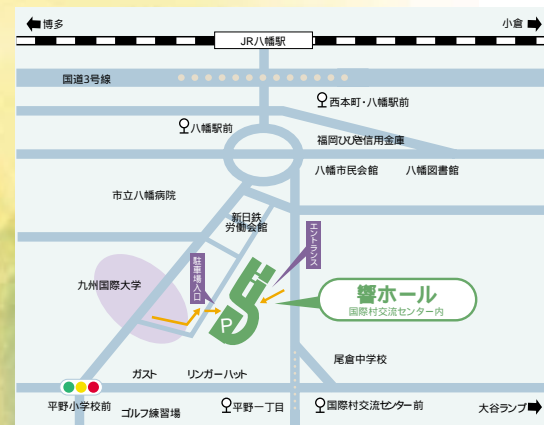 博多
小倉
JR八幡駅
国道3号線
西本町・八幡駅前
八幡駅前
福岡ひびき信用金庫
八幡市民会館
八幡図書館
市立八幡病院
新日鉄
労働会館
エントランス
駐車場入口
九州国際大学
響ホール
国際村交流センター内
P
尾倉中学校
ガスト
リンガーハット
平野小学校前
ゴルフ練習場
平野一丁目
国際村交流センター前
大谷ランプ